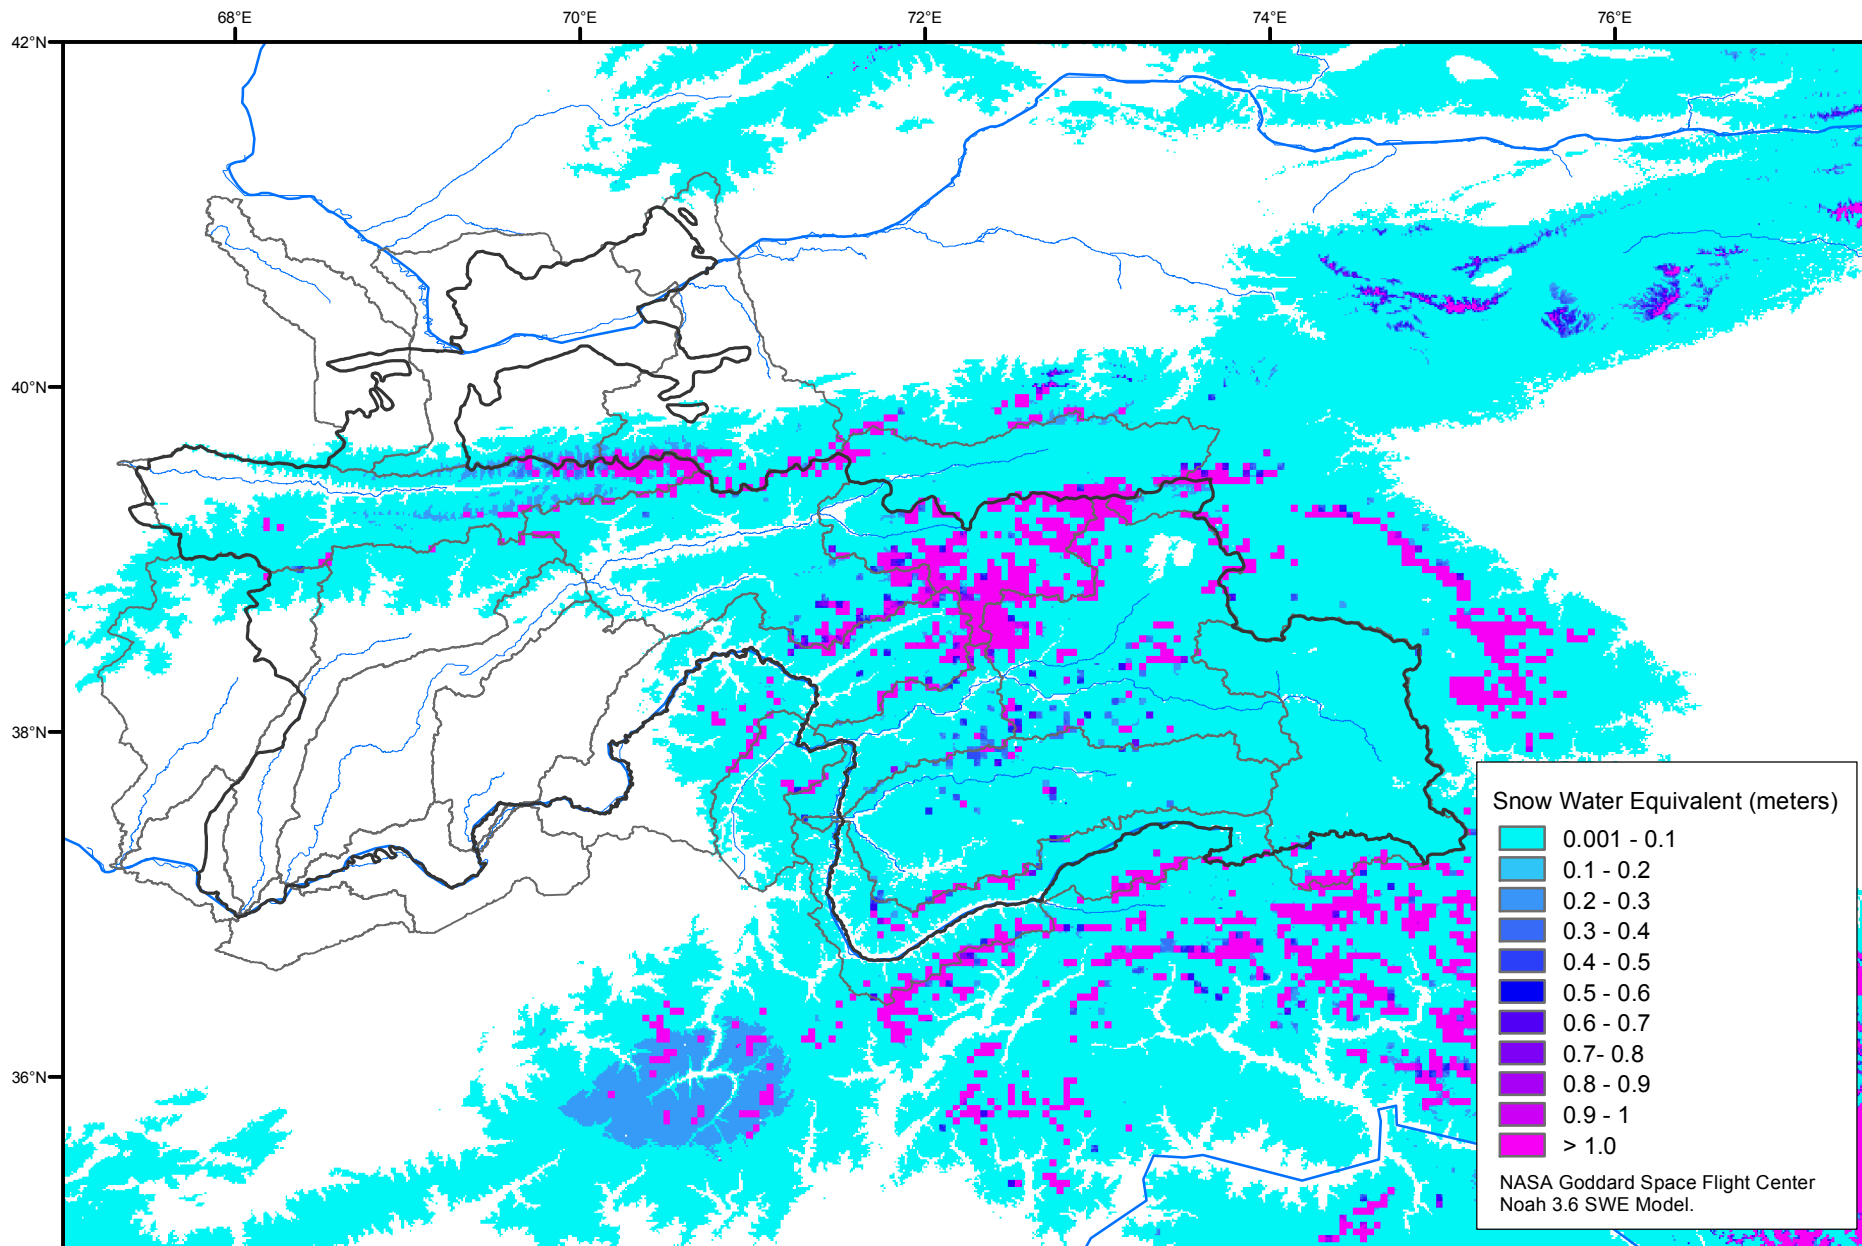 68°E 70°E 72°E 74°E 76°E
42°N
40°N
38°N
36°N
Snow Water Equivalent (meters)
0.001 - 0.1
0.1 - 0.2
0.2 - 0.3
0.3 - 0.4
0.4 - 0.5
0.5 - 0.6
0.6 - 0.7
0.7- 0.8
0.8 - 0.9
0.9 - 1
> 1.0
NASA Goddard Space Flight Center
Noah 3.6 SWE Model.